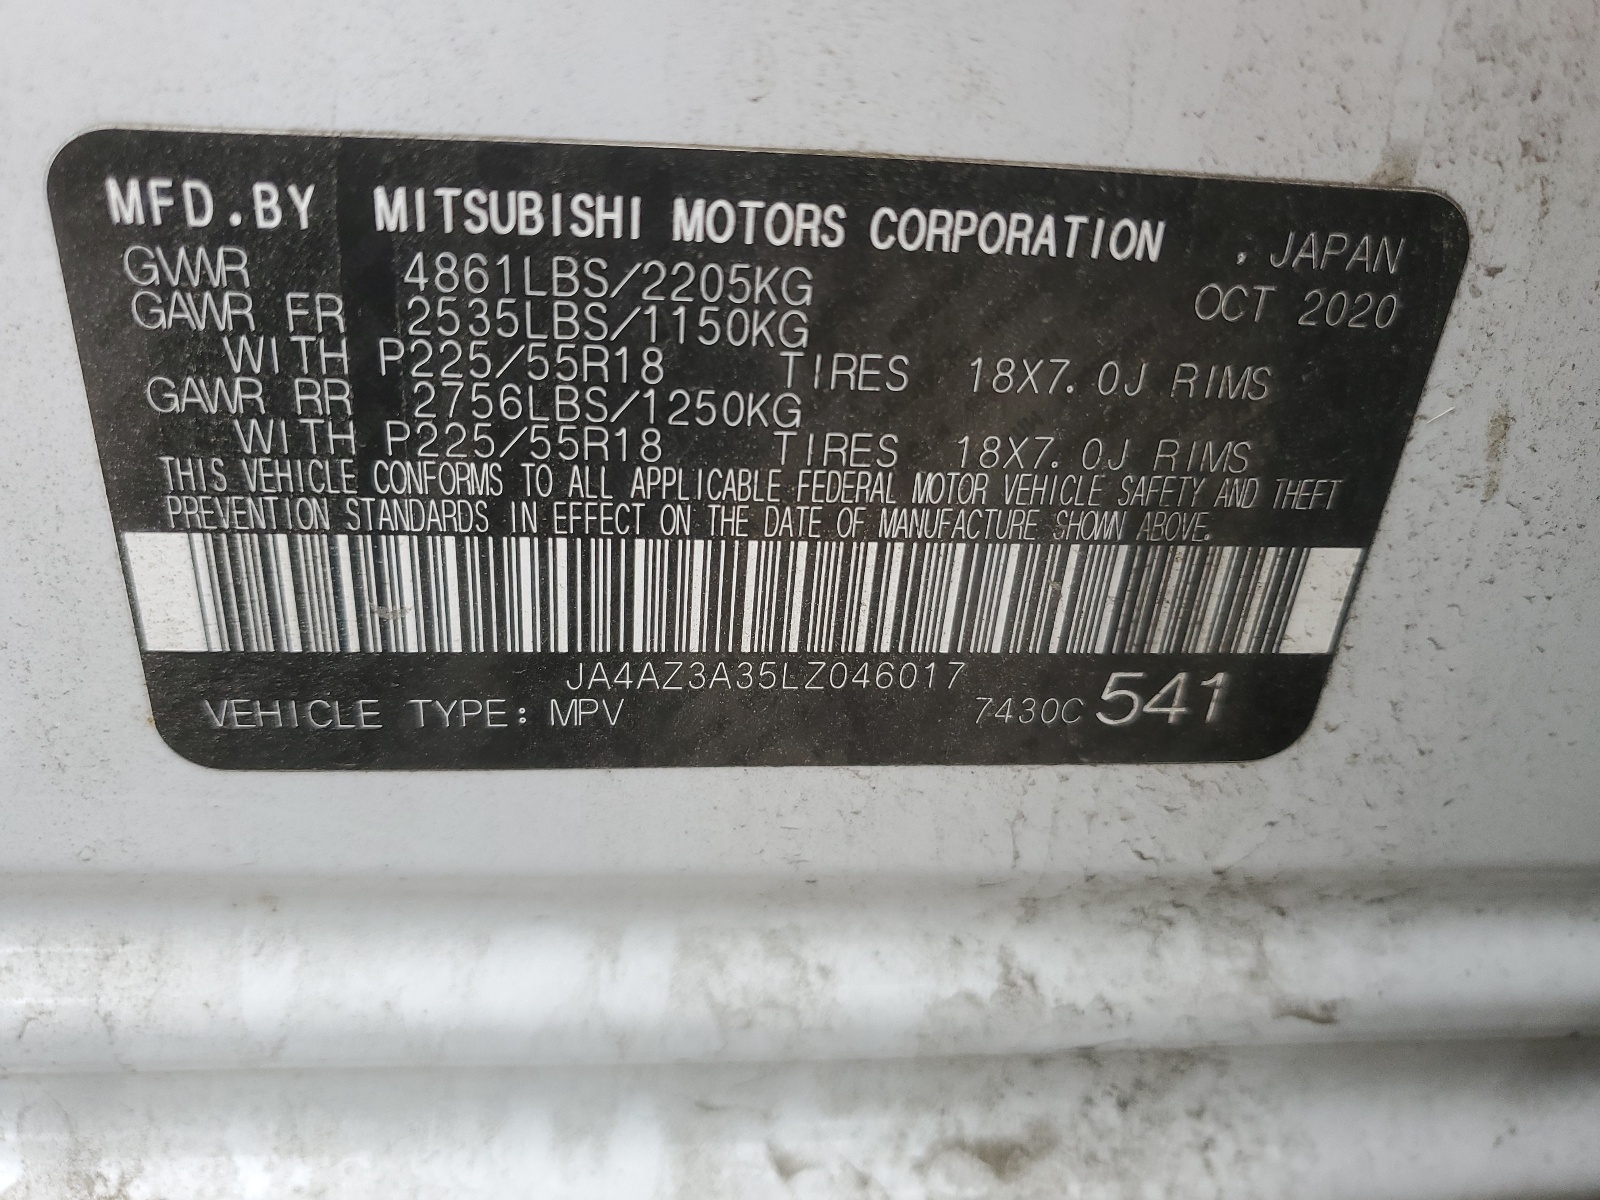 MFD.BY MITSUBISHI MOTORS CORPORATION , JAPAN
GVWR 4861LBS/2205KG OCT 2020
GAWR FR 2535LBS/1150KG
WITH P225/55R18 TIRES 18X7.0J RIMS
GAWR RR 2756LBS/1250KG
WITH P225/55R18 TIRES 18X7.0J RIMS
THIS VEHICLE CONFORMS TO ALL APPLICABLE FEDERAL MOTOR VEHICLE SAFETY AND THEFT
PREVENTION STANDARDS IN EFFECT ON THE DATE OF MANUFACTURE SHOWN ABOVE.
JA4AZ3A35LZ046017
VEHICLE TYPE: MPV 7430C 541